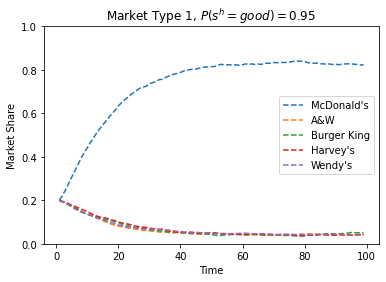 Market Type 1, P(s^h = good) = 0.95
Market Share
1.0
0.8
0.6
0.4
0.2
0.0
McDonald's
A&W
Burger King
Harvey's
Wendy's
0
20
40
60
80
100
Time